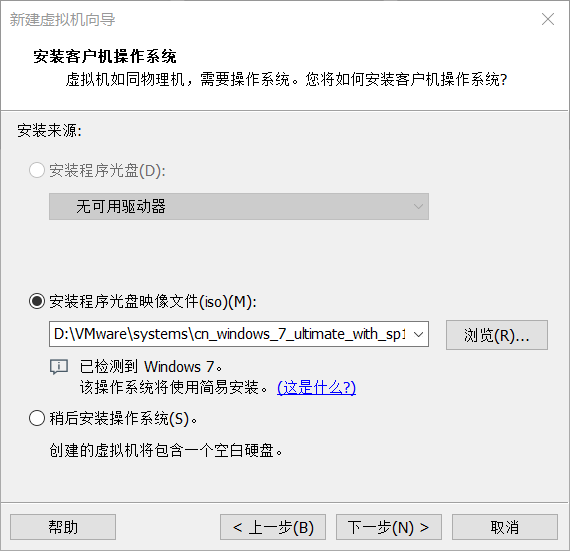 新建虚拟机向导
安装客户机操作系统
虚拟机如同物理机，需要操作系统。您将如何安装客户机操作系统?
安装来源:
安装程序光盘(D):
无可用驱动器
安装程序光盘映像文件(iso)(M):
D:\VMware\systems\cn_windows_7_ultimate_with_sp1
浏览(R)...
已检测到 Windows 7。
该操作系统将使用简易安装。 (这是什么?)
稍后安装操作系统(S)。
创建的虚拟机将包含一个空白硬盘。
帮助
< 上一步(B)
下一步(N) >
取消